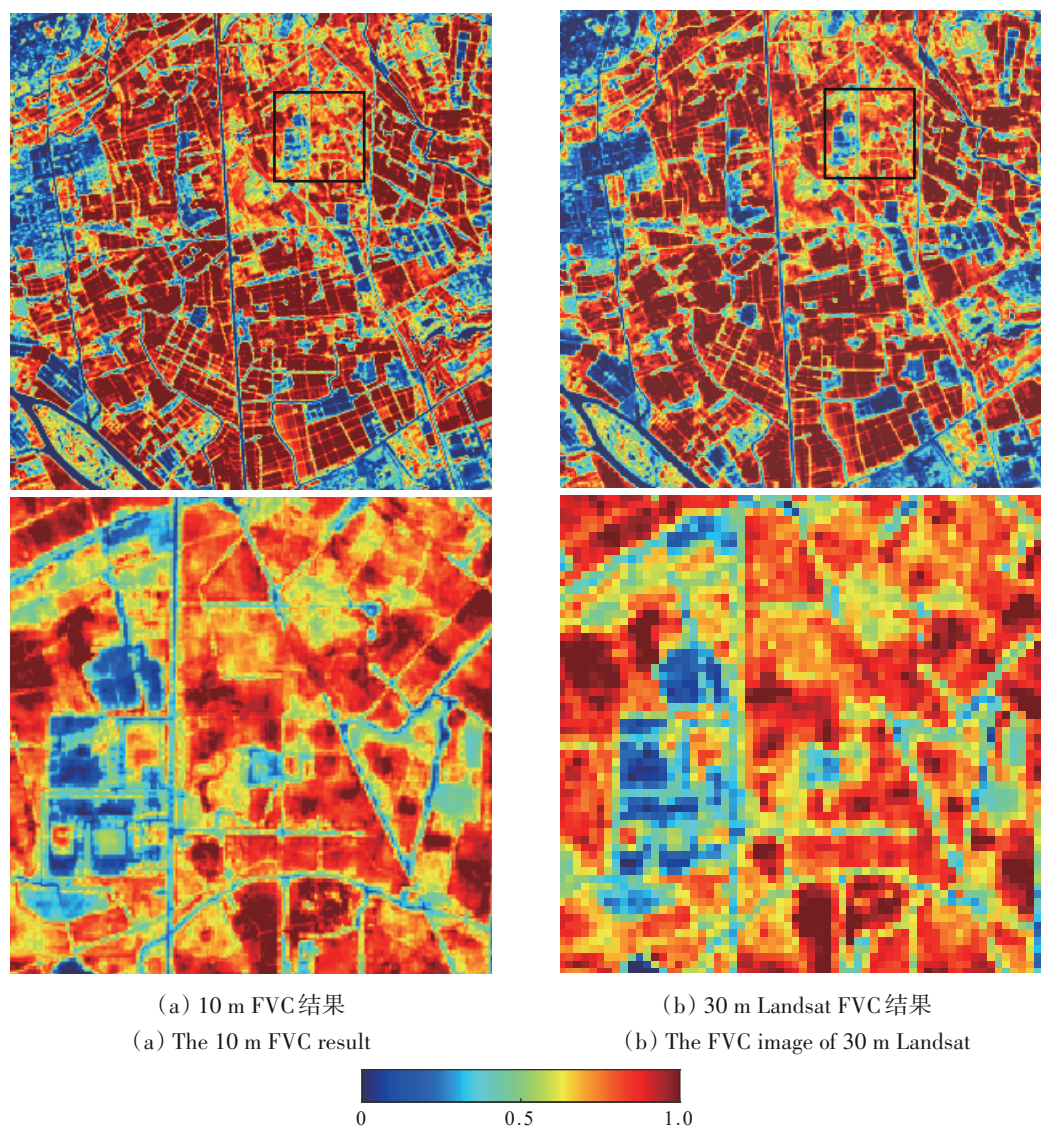 (a) 10 m FVC结果
(a) The 10 m FVC result
(b) 30 m Landsat FVC结果
(b) The FVC image of 30 m Landsat
0 0.5 1.0